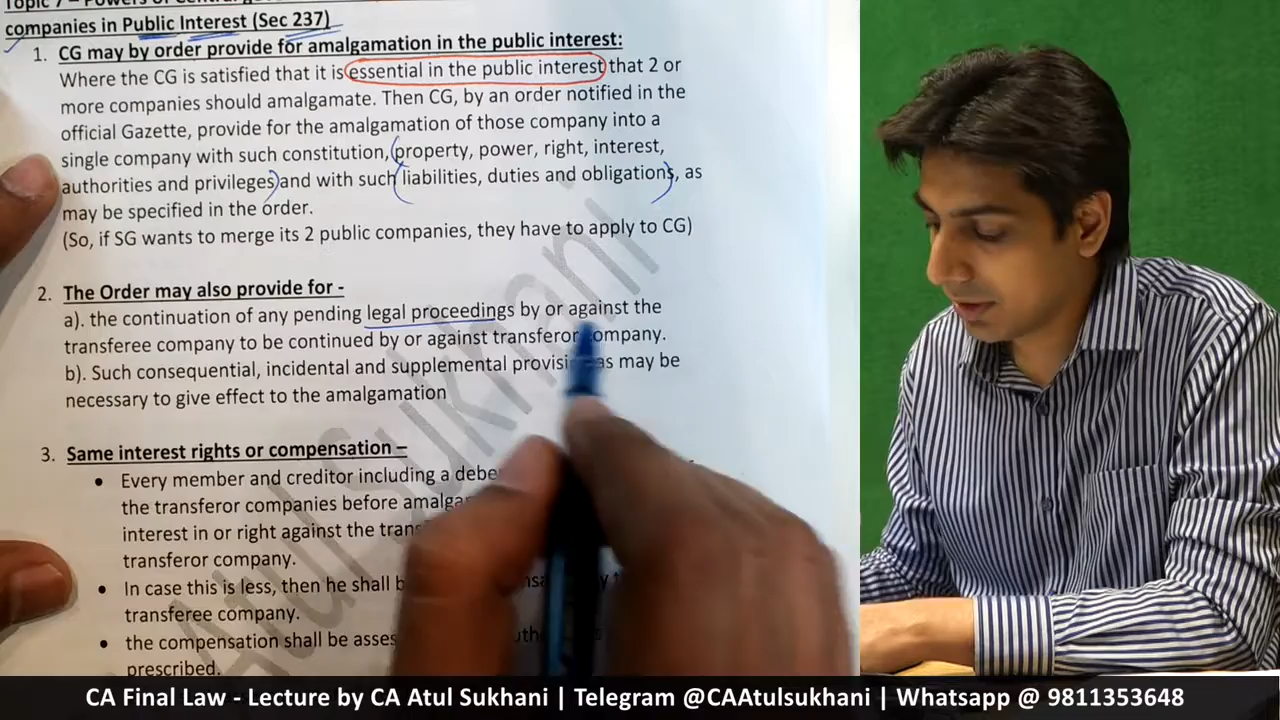 Topic 7 – Powers of Central
companies in Public Interest (Sec 237)
1. CG may by order provide for amalgamation in the public interest:
Where the CG is satisfied that it is essential in the public interest that 2 or
more companies should amalgamate. Then CG, by an order notified in the
official Gazette, provide for the amalgamation of those company into a
single company with such constitution, property, power, right, interest,
authorities and privileges and with such liabilities, duties and obligations, as
may be specified in the order.
(So, if SG wants to merge its 2 public companies, they have to apply to CG)
2. The Order may also provide for -
a). the continuation of any pending legal proceedings by or against the
transferee company to be continued by or against transferor company.
b). Such consequential, incidental and supplemental as may be
necessary to give effect to the amalgamation
3. Same interest rights or compensation –
• Every member and creditor including a
the transferor companies before
interest in or right against the
transferor company.
• In case this is less, then he shall
transferee company.
• the compensation shall be
prescribed.
Atul Sukhani
CA Final Law - Lecture by CA Atul Sukhani | Telegram @CAAtulsukhani | Whatsapp @ 9811353648